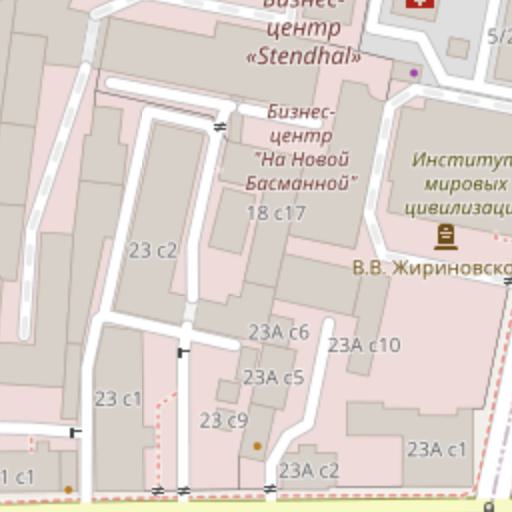 Бизнес-
центр
«Stendhal»
5/2
Бизнес-
центр
"На Новой
Басманной"
Институт
мировых
цивилизаци
18 с17
23 с2
В.В. Жириновско
23А с6
23А с10
23А с5
23 с1
23 с9
23А с1
23А с2
1 с1